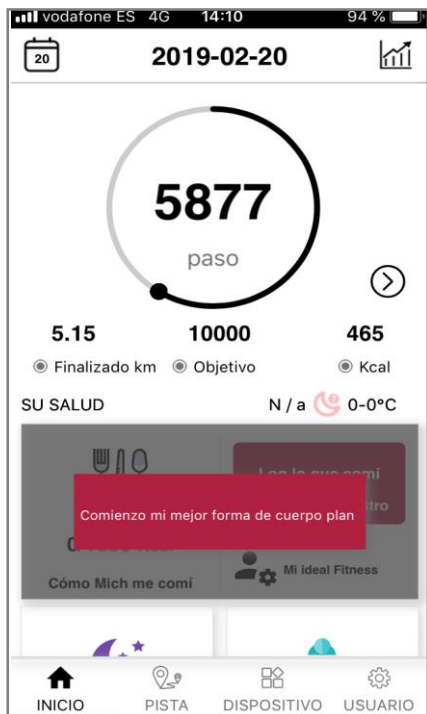 vodafone ES 4G 14:10 94 %
20 2019-02-20
5877
paso
5.15 10000 465
Finalizado km Objetivo Kcal
SU SALUD N / a 0-0°C
Comienzo mi mejor forma de cuerpo plan
Mi ideal Fitness
Cómo Mich me comí
INICIO PISTA DISPOSITIVO USUARIO